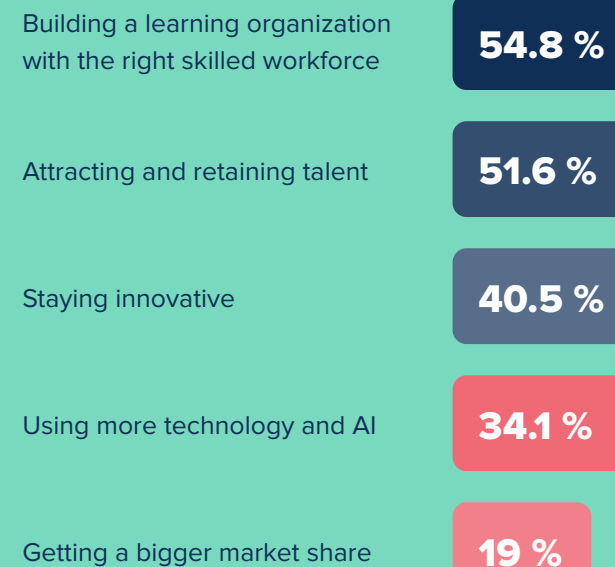 Building a learning organization
with the right skilled workforce
54.8 %
Attracting and retaining talent
51.6 %
Staying innovative
40.5 %
Using more technology and AI
34.1 %
Getting a bigger market share
19 %